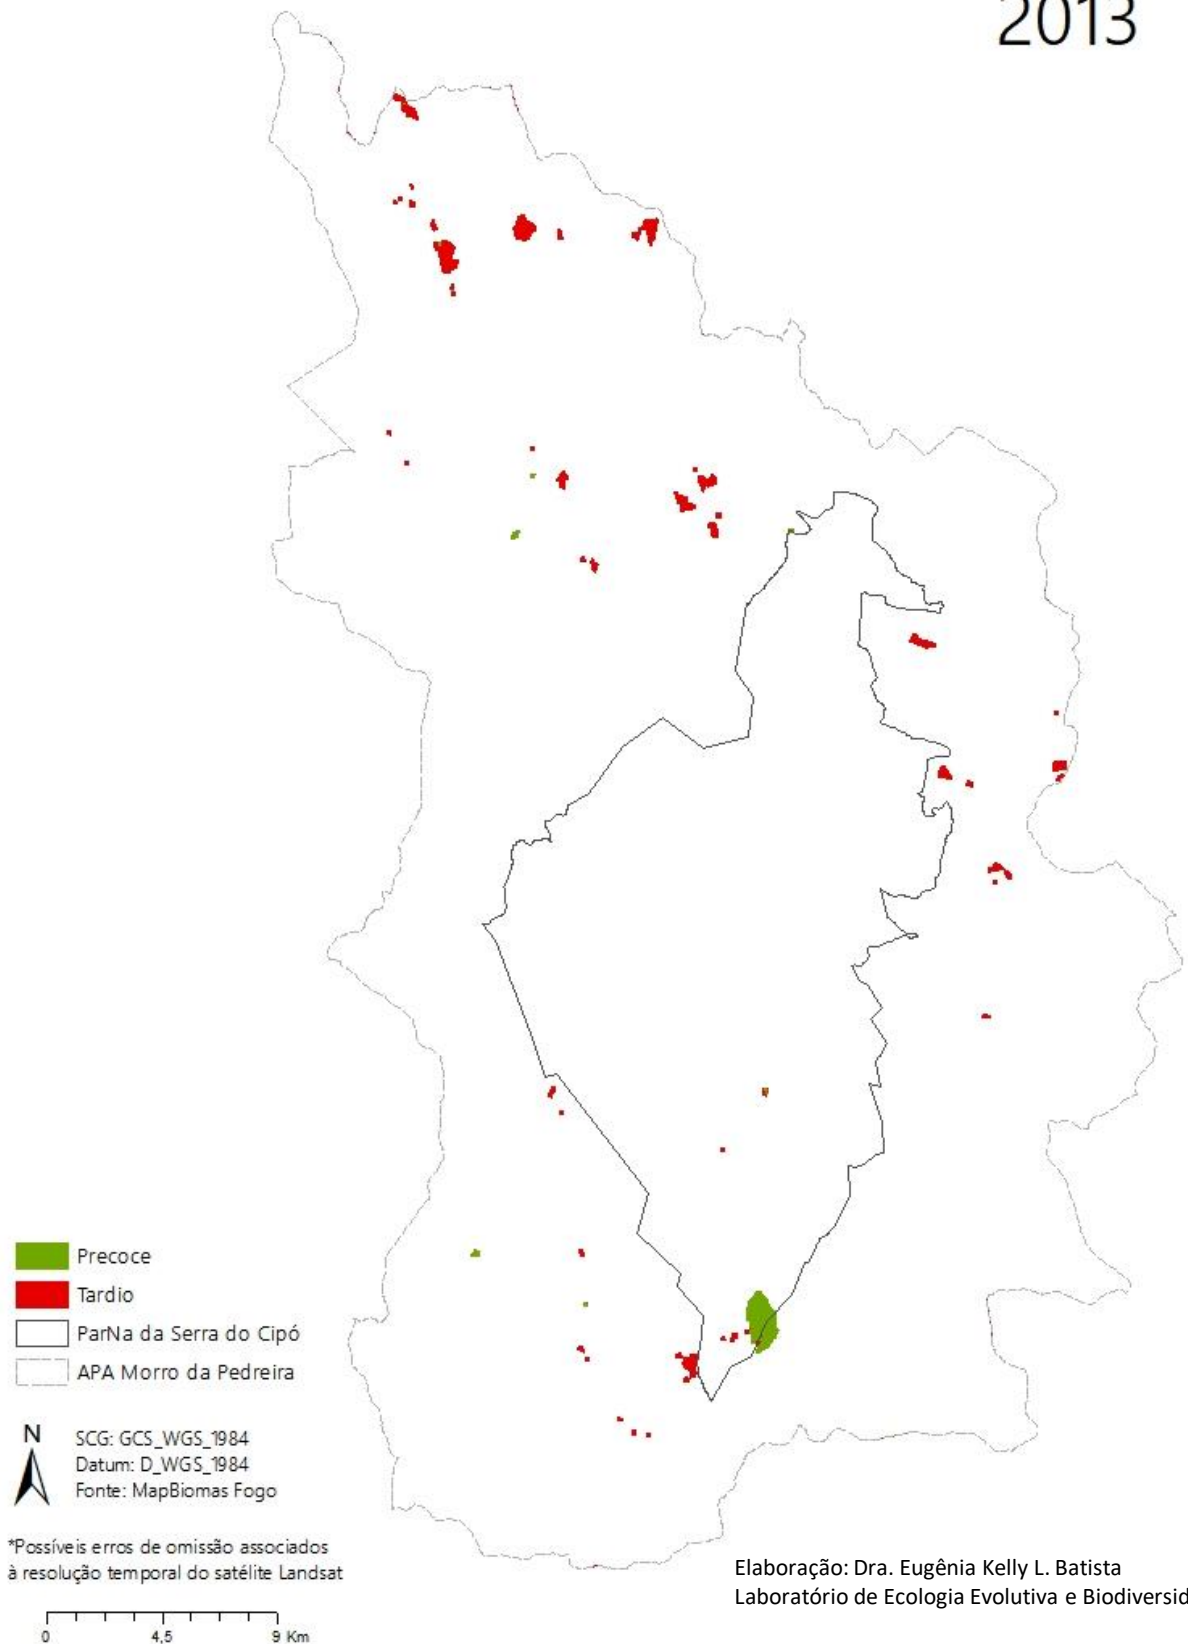 2013
Precoce
Tardio
ParNa da Serra do Cipó
APA Morro da Pedreira
N
SCG: GCS_WGS_1984
Datum: D_WGS_1984
Fonte: MapBiomas Fogo
*Possíveis erros de omissão associados
à resolução temporal do satélite Landsat
0 4,5 9 Km
Elaboração: Dra. Eugênia Kelly L. Batista
Laboratório de Ecologia Evolutiva e Biodiversid